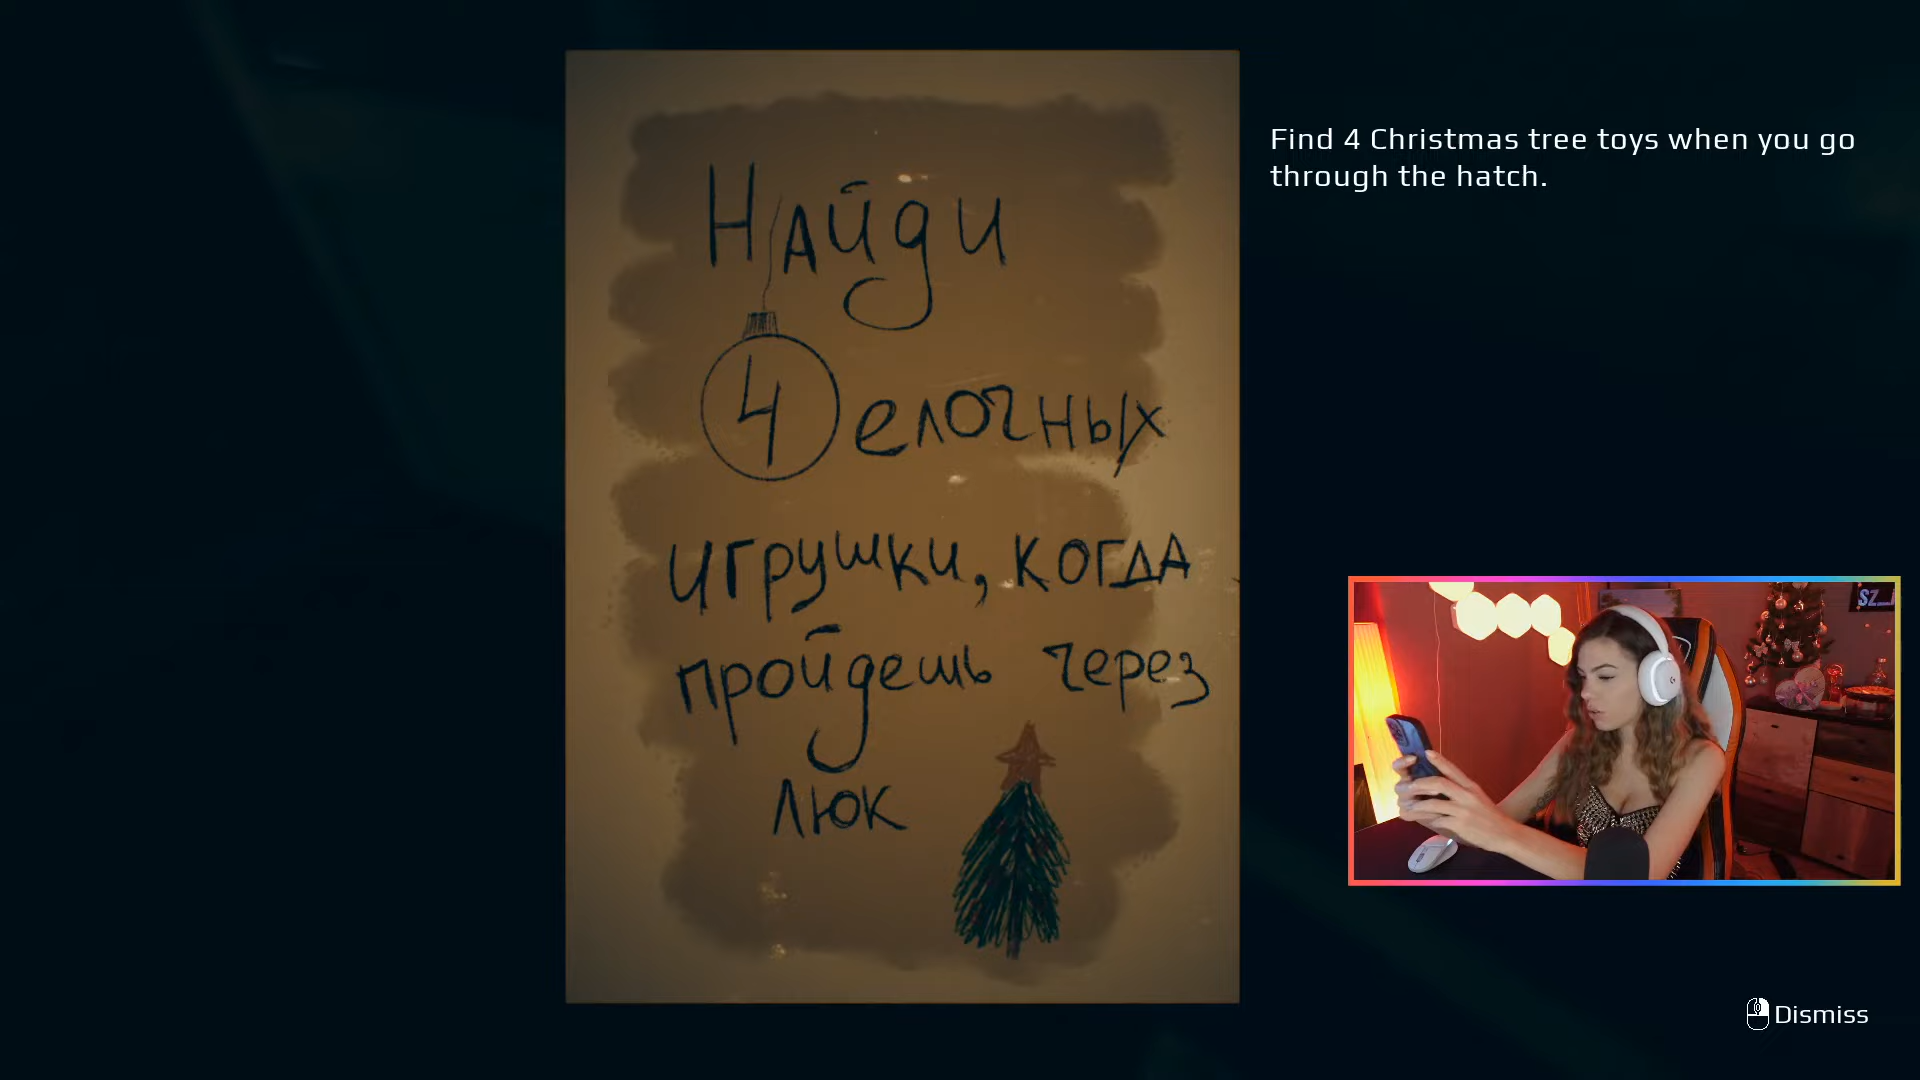 Найди
4 елочных
игрушки, когда
пройдешь через
люк
Find 4 Christmas tree toys when you go
through the hatch.
Dismiss